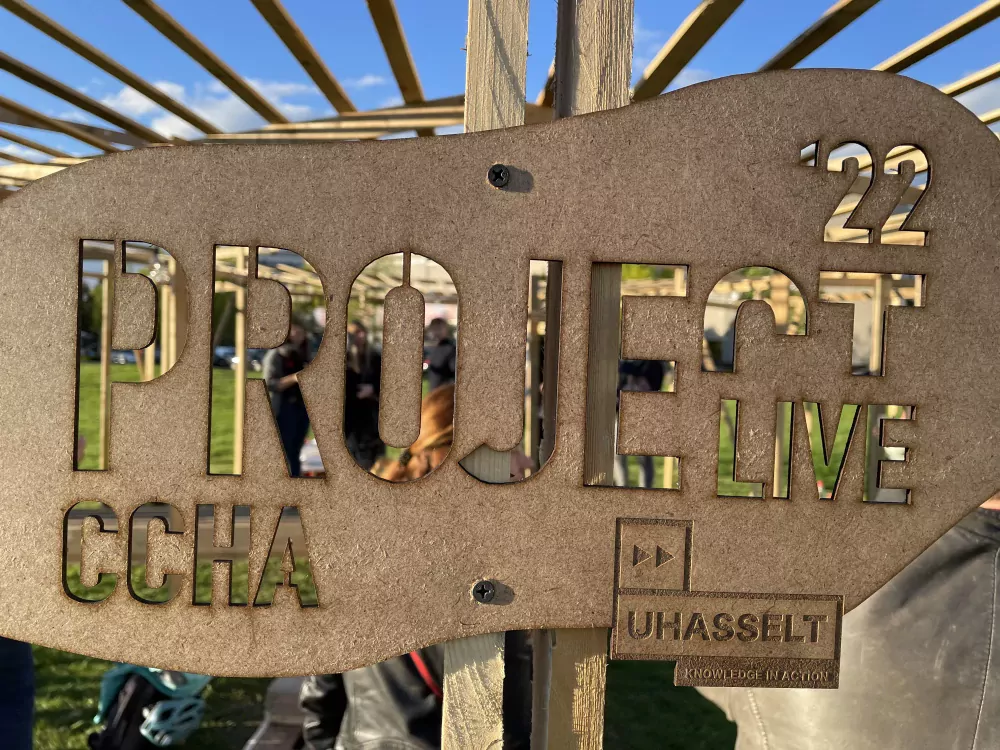 '22
PROJECT
LIVE
CCHA
UHASSELT
KNOWLEDGE IN ACTION